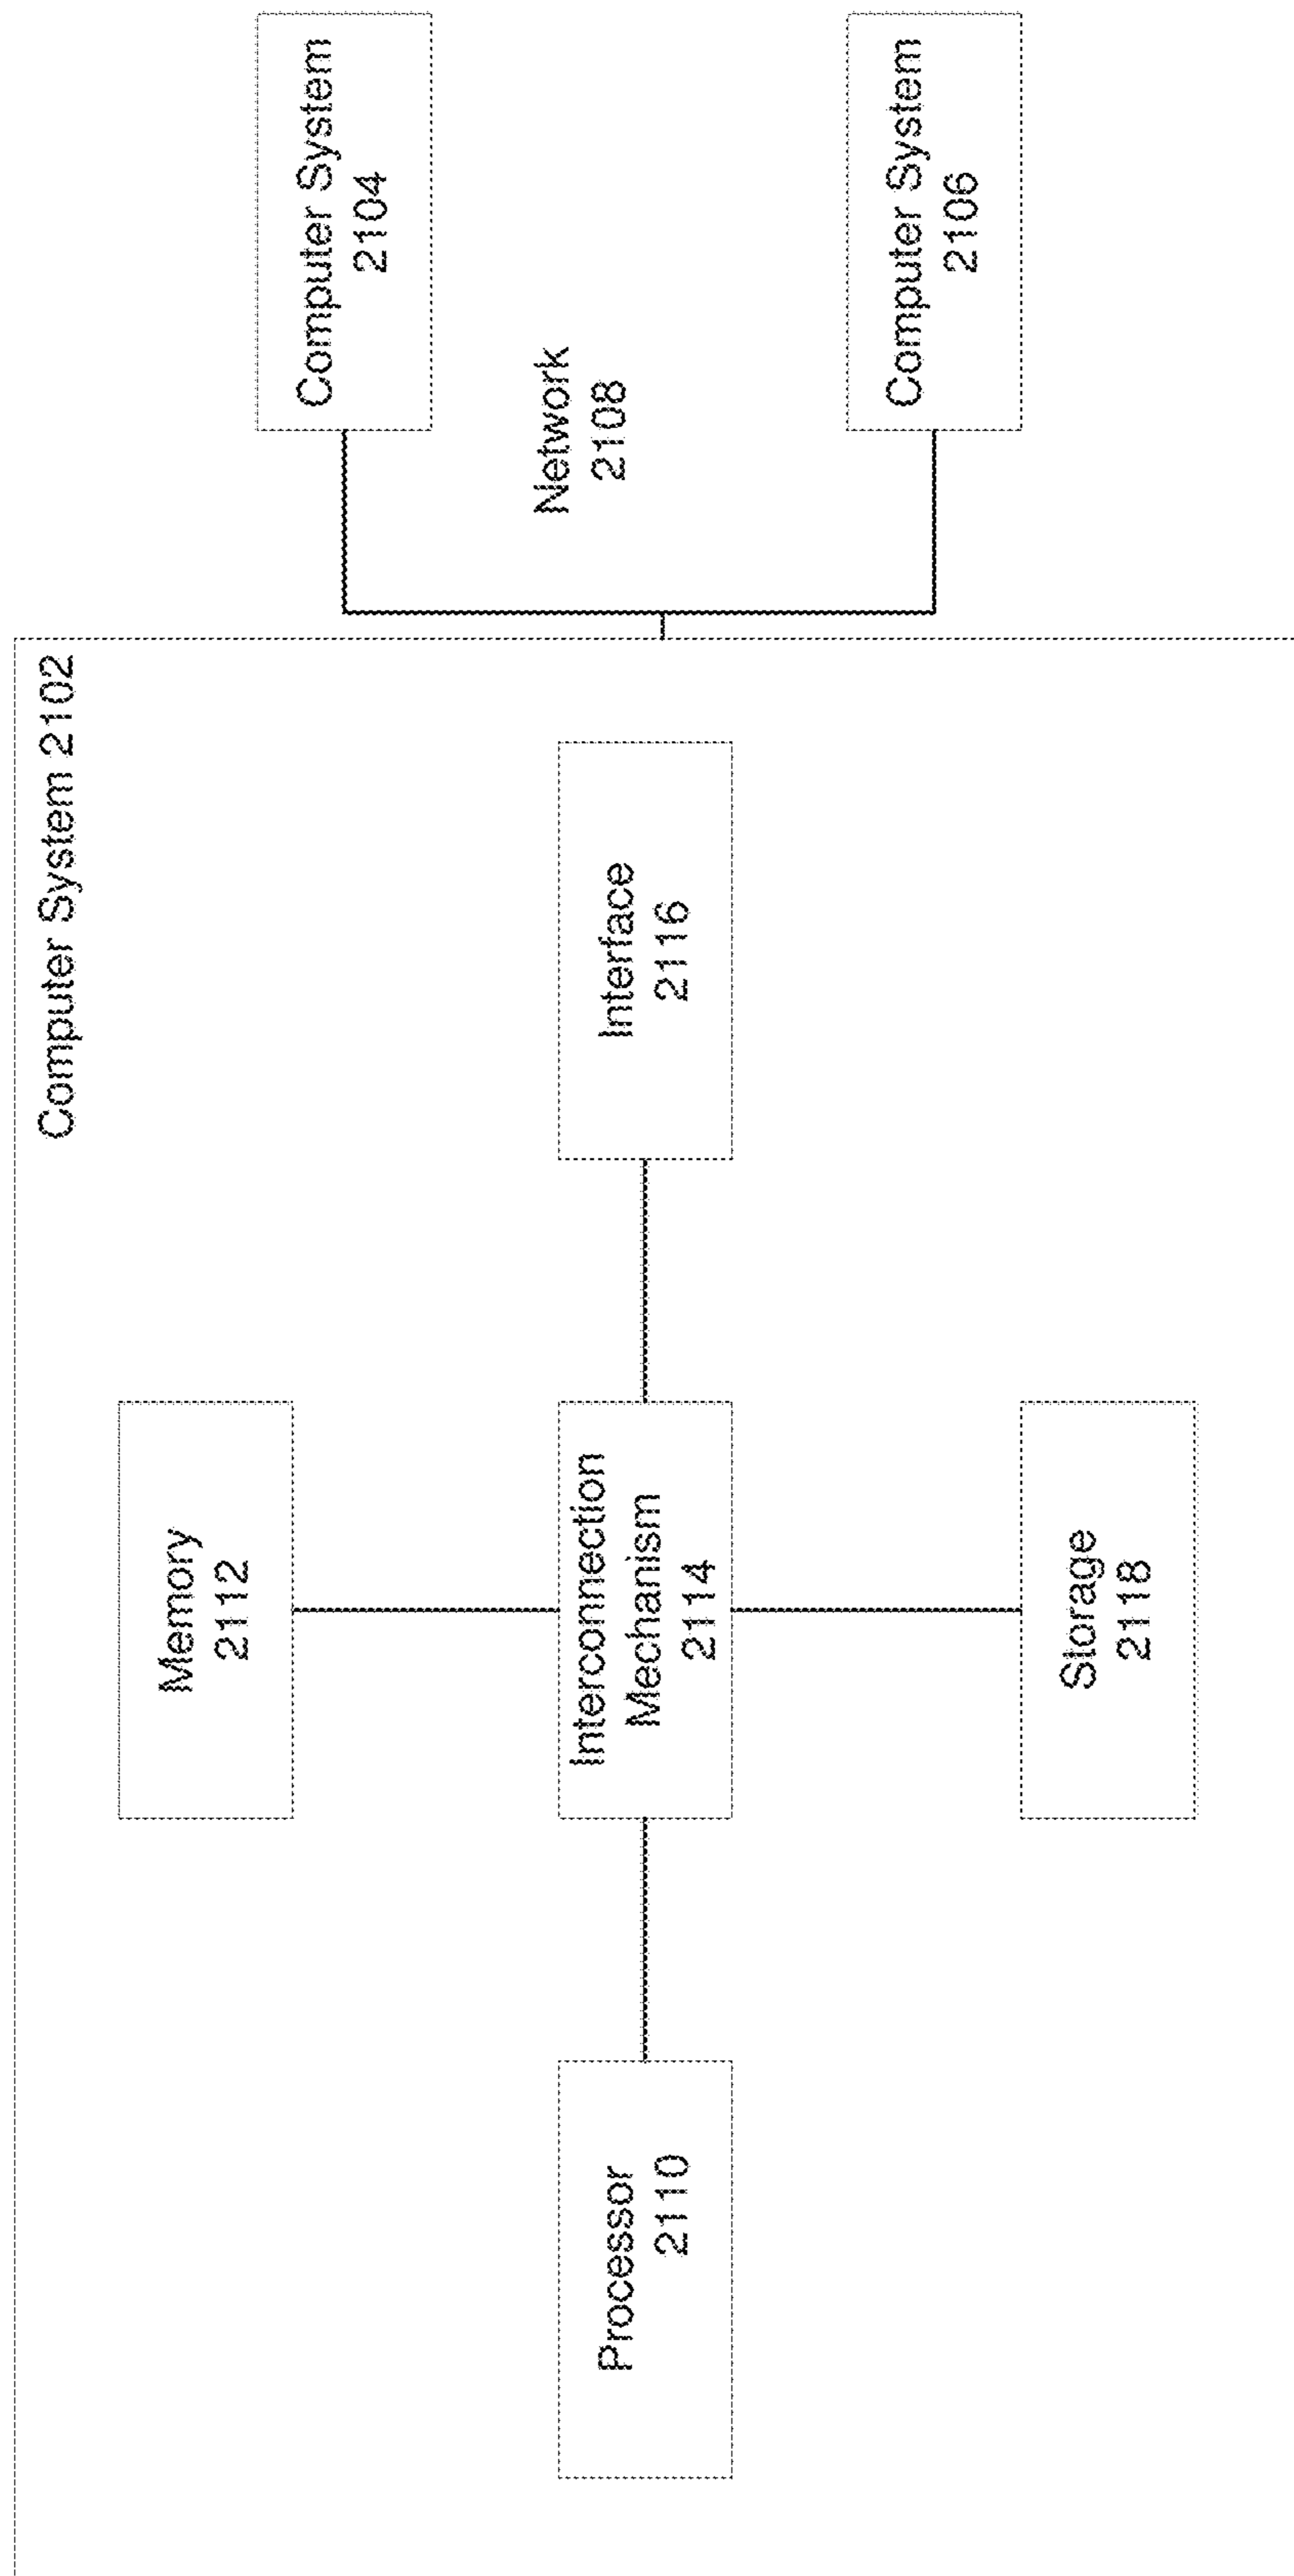 Computer System 2102
Memory
2112
Processor
2110
Interconnection
Mechanism
2114
Interface
2116
Storage
2118
Computer System
2104
Network
2108
Computer System
2106